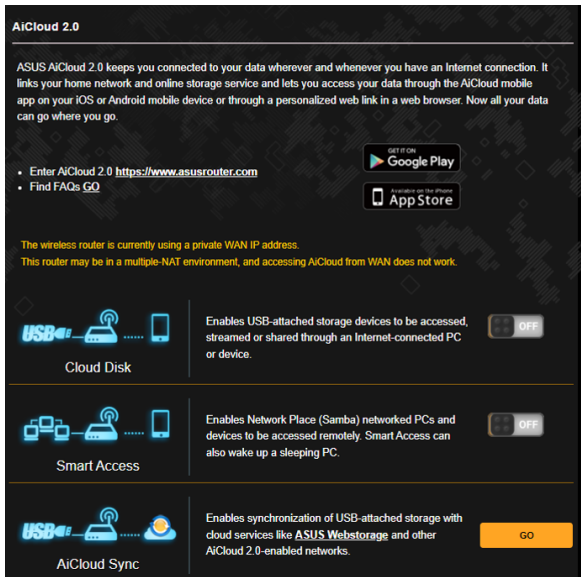 AiCloud 2.0
ASUS AiCloud 2.0 keeps you connected to your data wherever and whenever you have an Internet connection. It
links your home network and online storage service and lets you access your data through the AiCloud mobile
app on your iOS or Android mobile device or through a personalized web link in a web browser. Now all your data
can go where you go.
• Enter AiCloud 2.0 https://www.asusrouter.com
• Find FAQs GO
GET IT ON
Google Play
Available on the iPhone
App Store
The wireless router is currently using a private WAN IP address.
This router may be in a multiple-NAT environment, and accessing AiCloud from WAN does not work.
USB
Cloud Disk
Enables USB-attached storage devices to be accessed,
streamed or shared through an Internet-connected PC
or device.
OFF
Smart Access
Enables Network Place (Samba) networked PCs and
devices to be accessed remotely. Smart Access can
also wake up a sleeping PC.
OFF
USB
AiCloud Sync
Enables synchronization of USB-attached storage with
cloud services like ASUS Webstorage and other
AiCloud 2.0-enabled networks.
GO